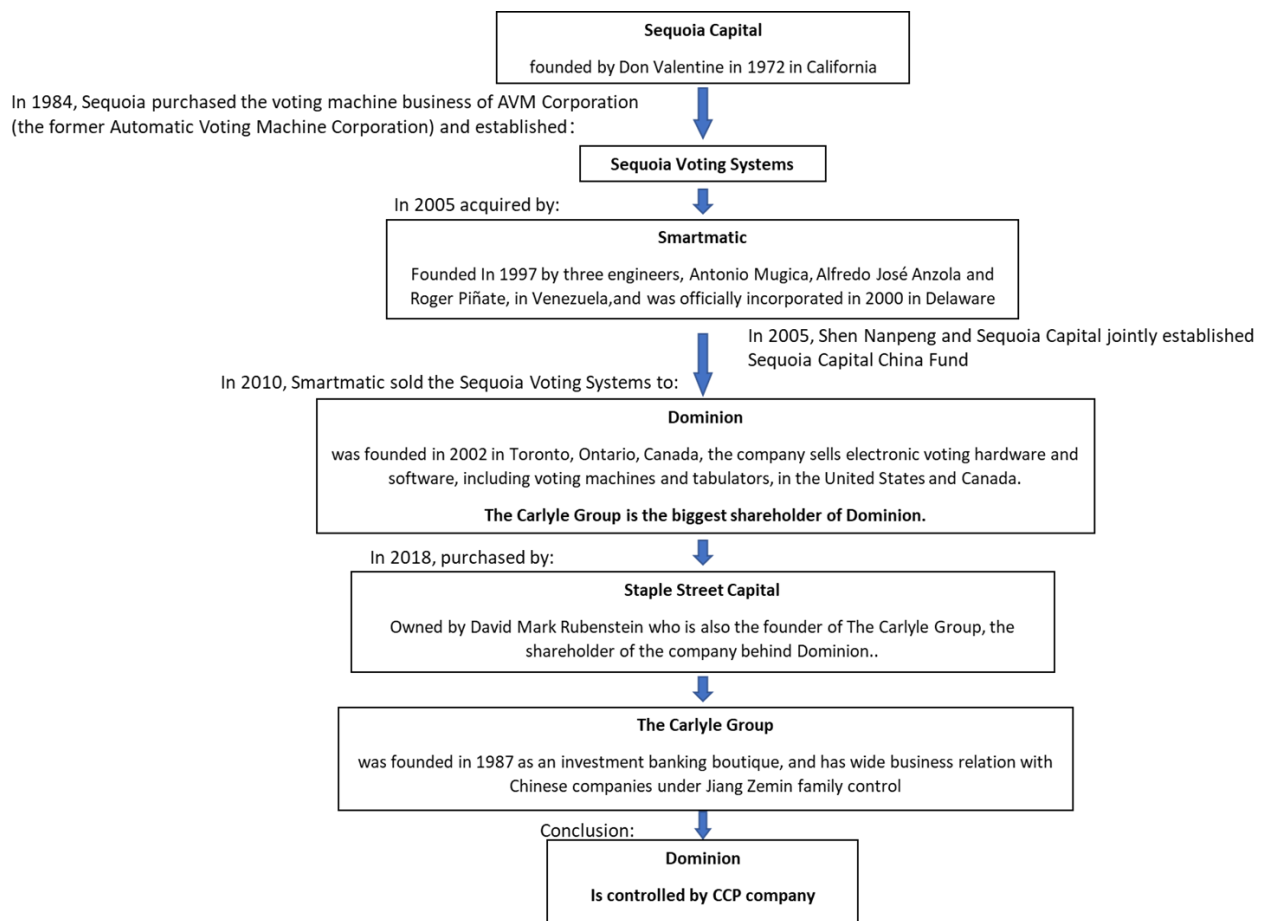 Sequoia Capital
founded by Don Valentine in 1972 in California
In 1984, Sequoia purchased the voting machine business of AVM Corporation
(the former Automatic Voting Machine Corporation) and established:
Sequoia Voting Systems
In 2005 acquired by:
Smartmatic
Founded In 1997 by three engineers, Antonio Mugica, Alfredo José Anzola and
Roger Piñate, in Venezuela,and was officially incorporated in 2000 in Delaware
In 2005, Shen Nanpeng and Sequoia Capital jointly established
Sequoia Capital China Fund
In 2010, Smartmatic sold the Sequoia Voting Systems to:
Dominion
was founded in 2002 in Toronto, Ontario, Canada, the company sells electronic voting hardware and
software, including voting machines and tabulators, in the United States and Canada.
The Carlyle Group is the biggest shareholder of Dominion.
In 2018, purchased by:
Staple Street Capital
Owned by David Mark Rubenstein who is also the founder of The Carlyle Group, the
shareholder of the company behind Dominion..
The Carlyle Group
was founded in 1987 as an investment banking boutique, and has wide business relation with
Chinese companies under Jiang Zemin family control
Conclusion:
Dominion
Is controlled by CCP company